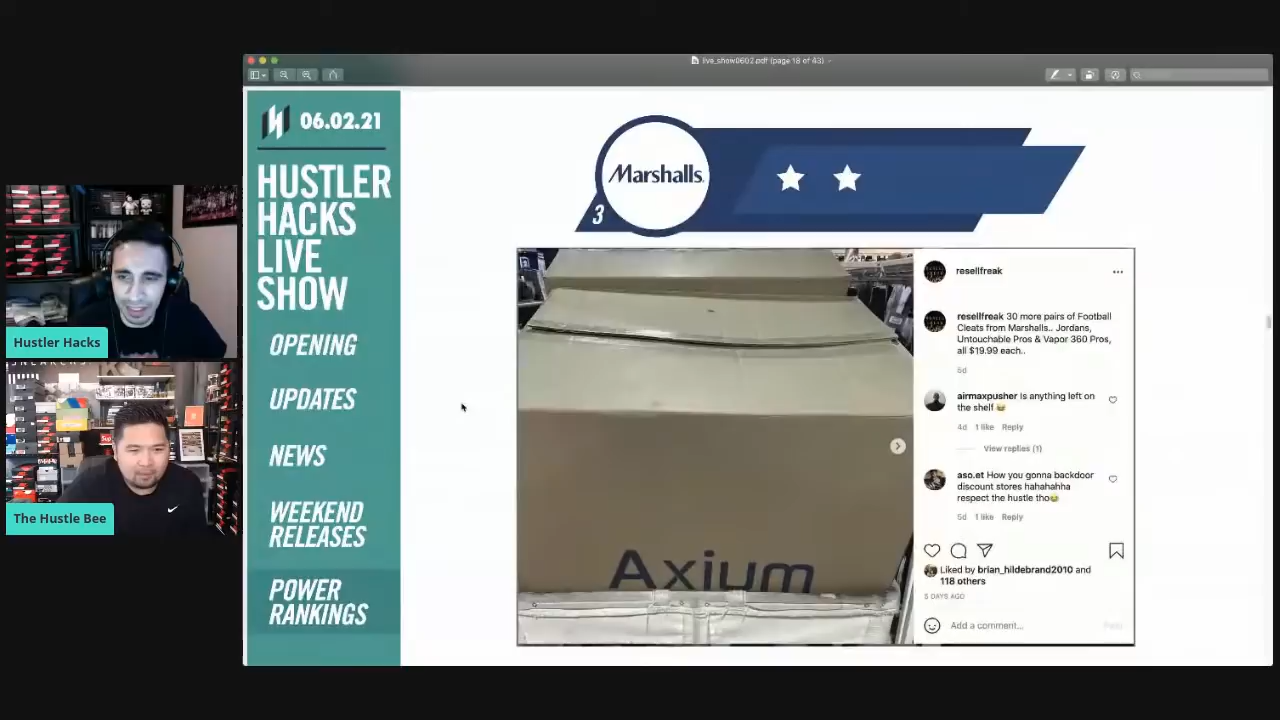 live_show0602.pdf (page 18 of 43)
06.02.21
HUSTLER
HACKS
LIVE
SHOW
OPENING
UPDATES
NEWS
WEEKEND
RELEASES
POWER
RANKINGS
Hustler Hacks
The Hustle Bee
Marshalls
3
Axium
resellfreak
resellfreak 30 more pairs of Football
Cleats from Marshalls.. Jordans,
Untouchable Pros & Vapor 360 Pros,
all $19.99 each..
5d
airmaxpusher Is anything left on
the shelf 😂
4d 1 like Reply
View replies (1)
aso.et How you gonna backdoor
discount stores hahahahha
respect the hustle tho😂
5d 1 like Reply
Liked by brian_hildebrand2010 and
118 others
5 DAYS AGO
Add a comment...
Post